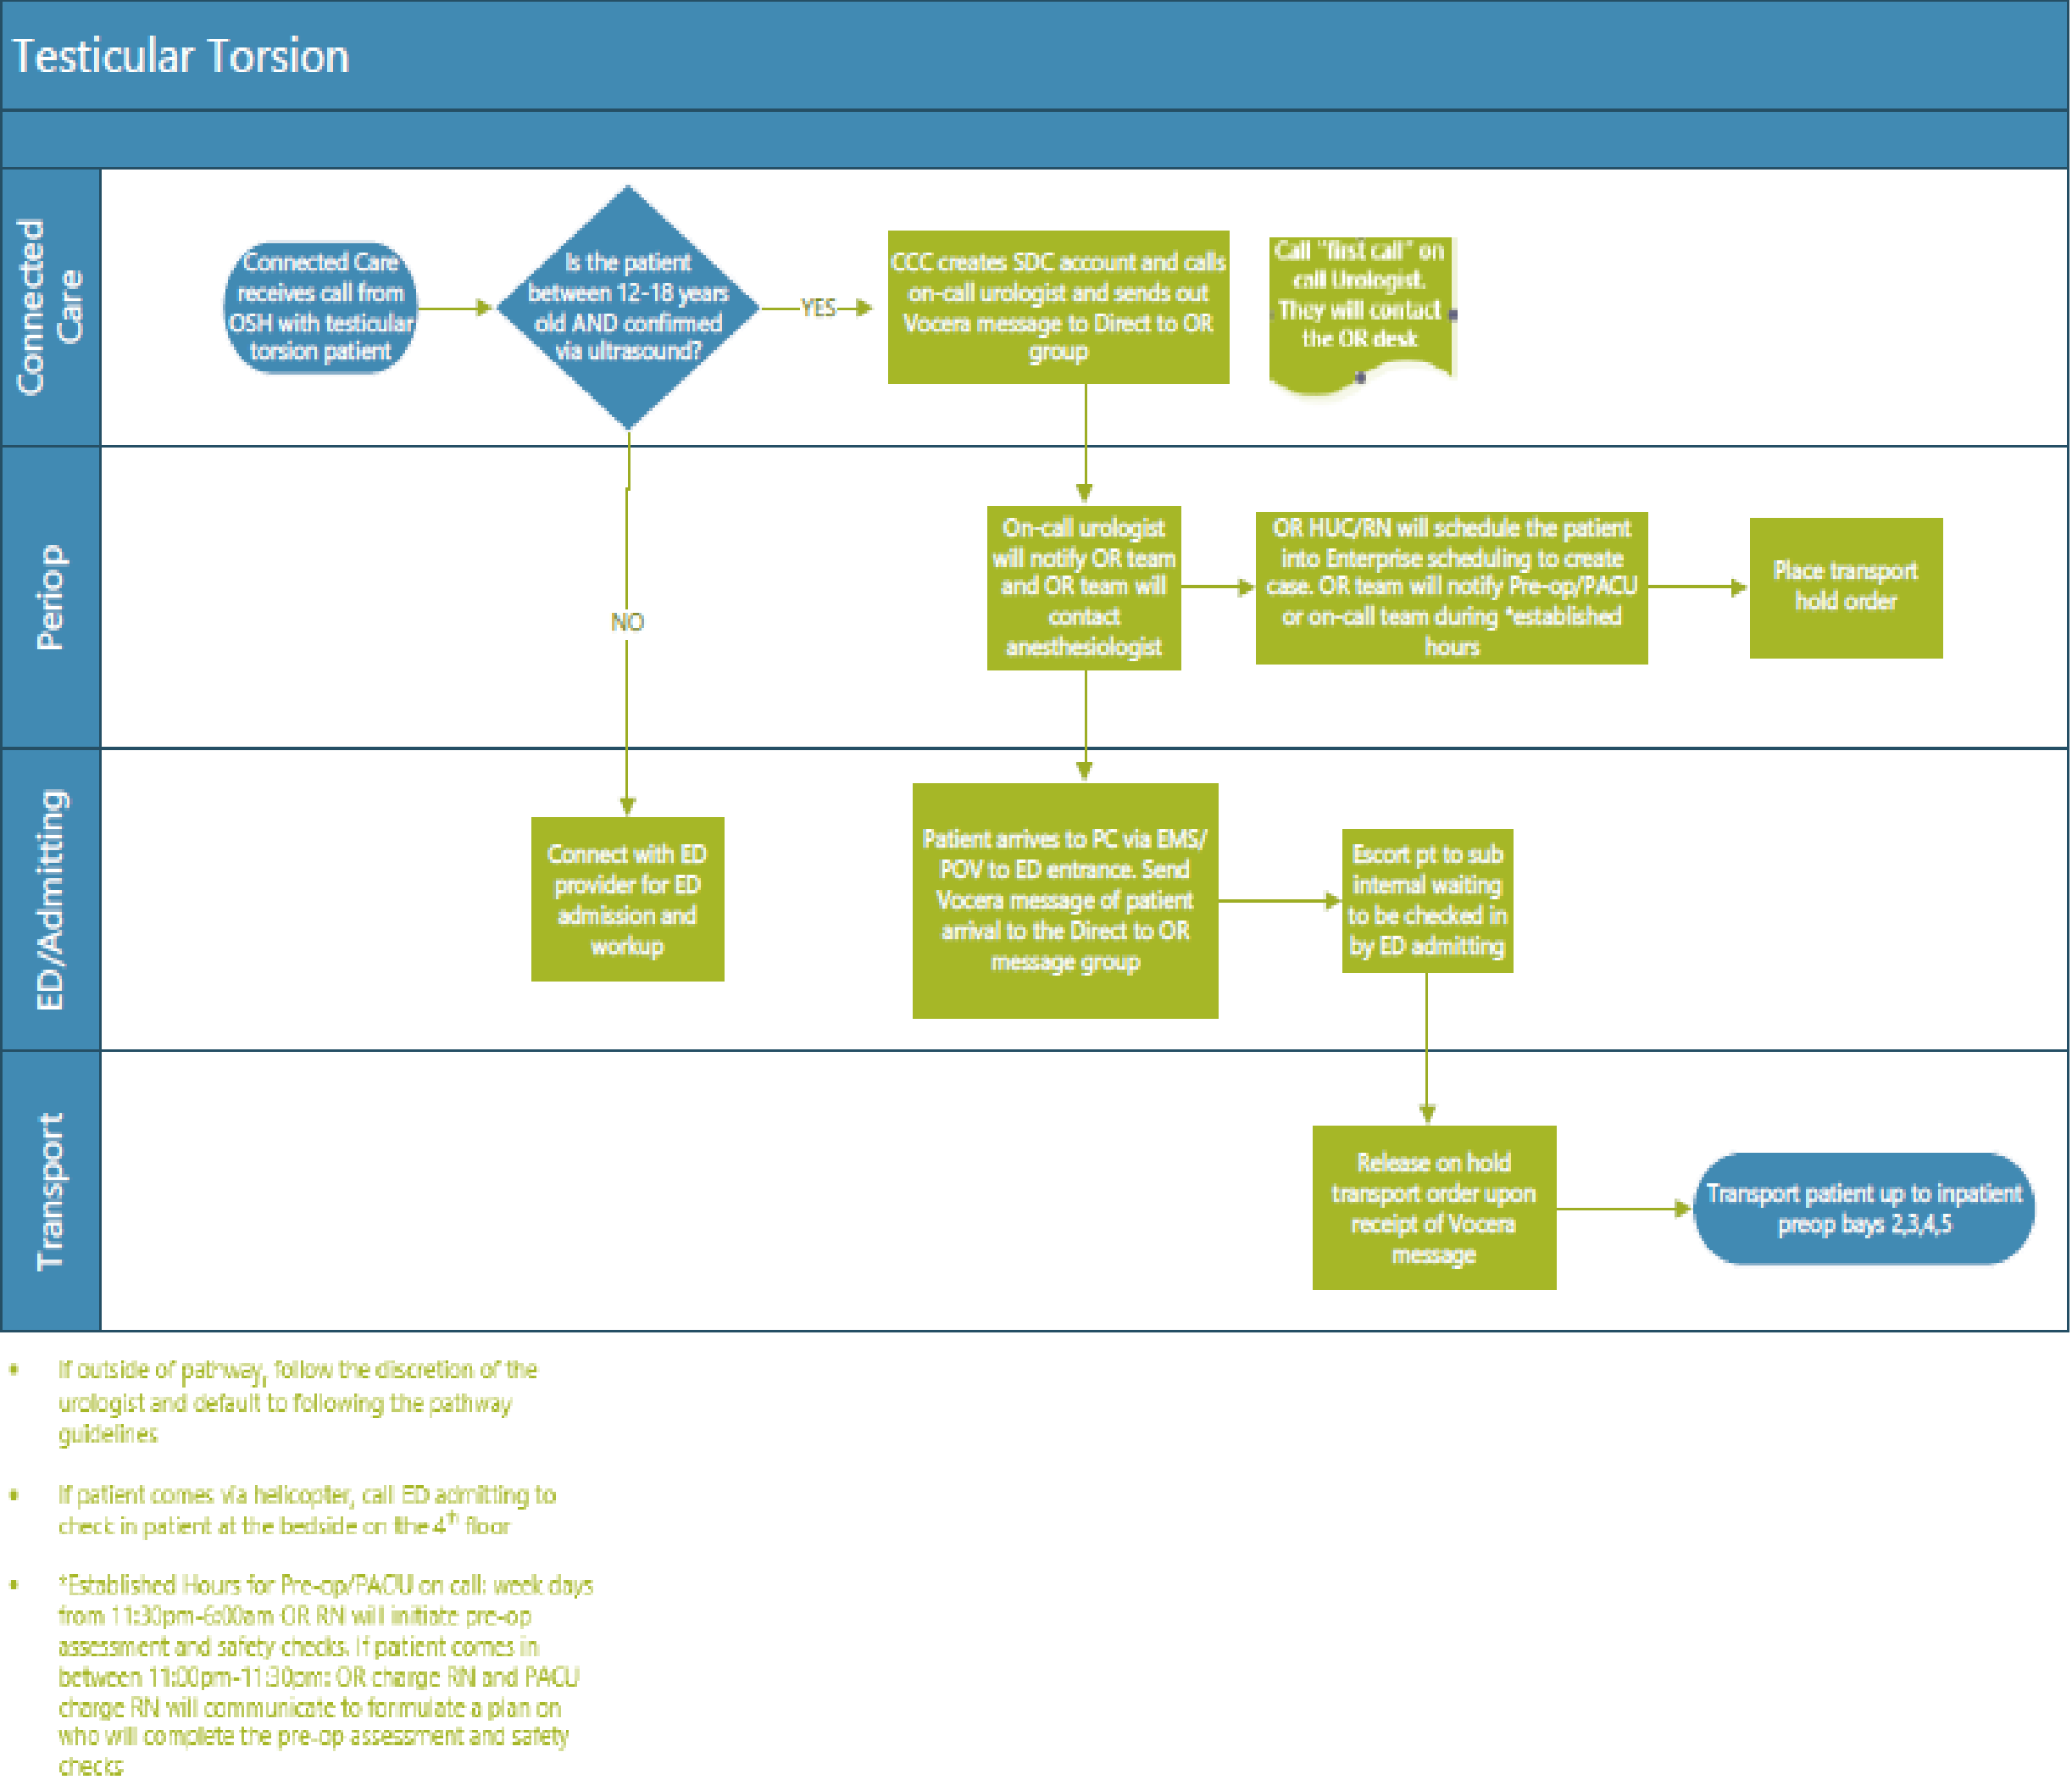 Testicular Torsion
Connected
Care
Connected Care
receives call from
OSH with testicular
torsion patient
Is the patient
between 12-18 years
old AND confirmed
via ultrasound?
YES
CCC creates SDC account and calls
on-call urologist and sends out
Vocera message to Direct to OR
group
Call "first call" on
call Urologist.
They will contact
the OR desk
Periop
NO
On-call urologist
will notify OR team
and OR team will
contact
anesthesiologist
OR HUC/RN will schedule the patient
into Enterprise scheduling to create
case. OR team will notify Pre-op/PACU
or on-call team during *established
hours
Place transport
hold order
ED/Admitting
Connect with ED
provider for ED
admission and
workup
Patient arrives to PC via EMS/
POV to ED entrance. Send
Vocera message of patient
arrival to the Direct to OR
message group
Escort pt to sub
internal waiting
to be checked in
by ED admitting
Transport
Release on hold
transport order upon
receipt of Vocera
message
Transport patient up to inpatient
preop bays 2,3,4,5
• If outside of pathway, follow the discretion of the
urologist and default to following the pathway
guidelines
• If patient comes via helicopter, call ED admitting to
check in patient at the bedside on the 4th floor
• *Established Hours for Pre-op/PACU on call: week days
from 11:30pm-6:00am OR RN will initiate pre-op
assessment and safety checks. If patient comes in
between 11:00pm-11:30pm: OR charge RN and PACU
charge RN will communicate to formulate a plan on
who will complete the pre-op assessment and safety
checks